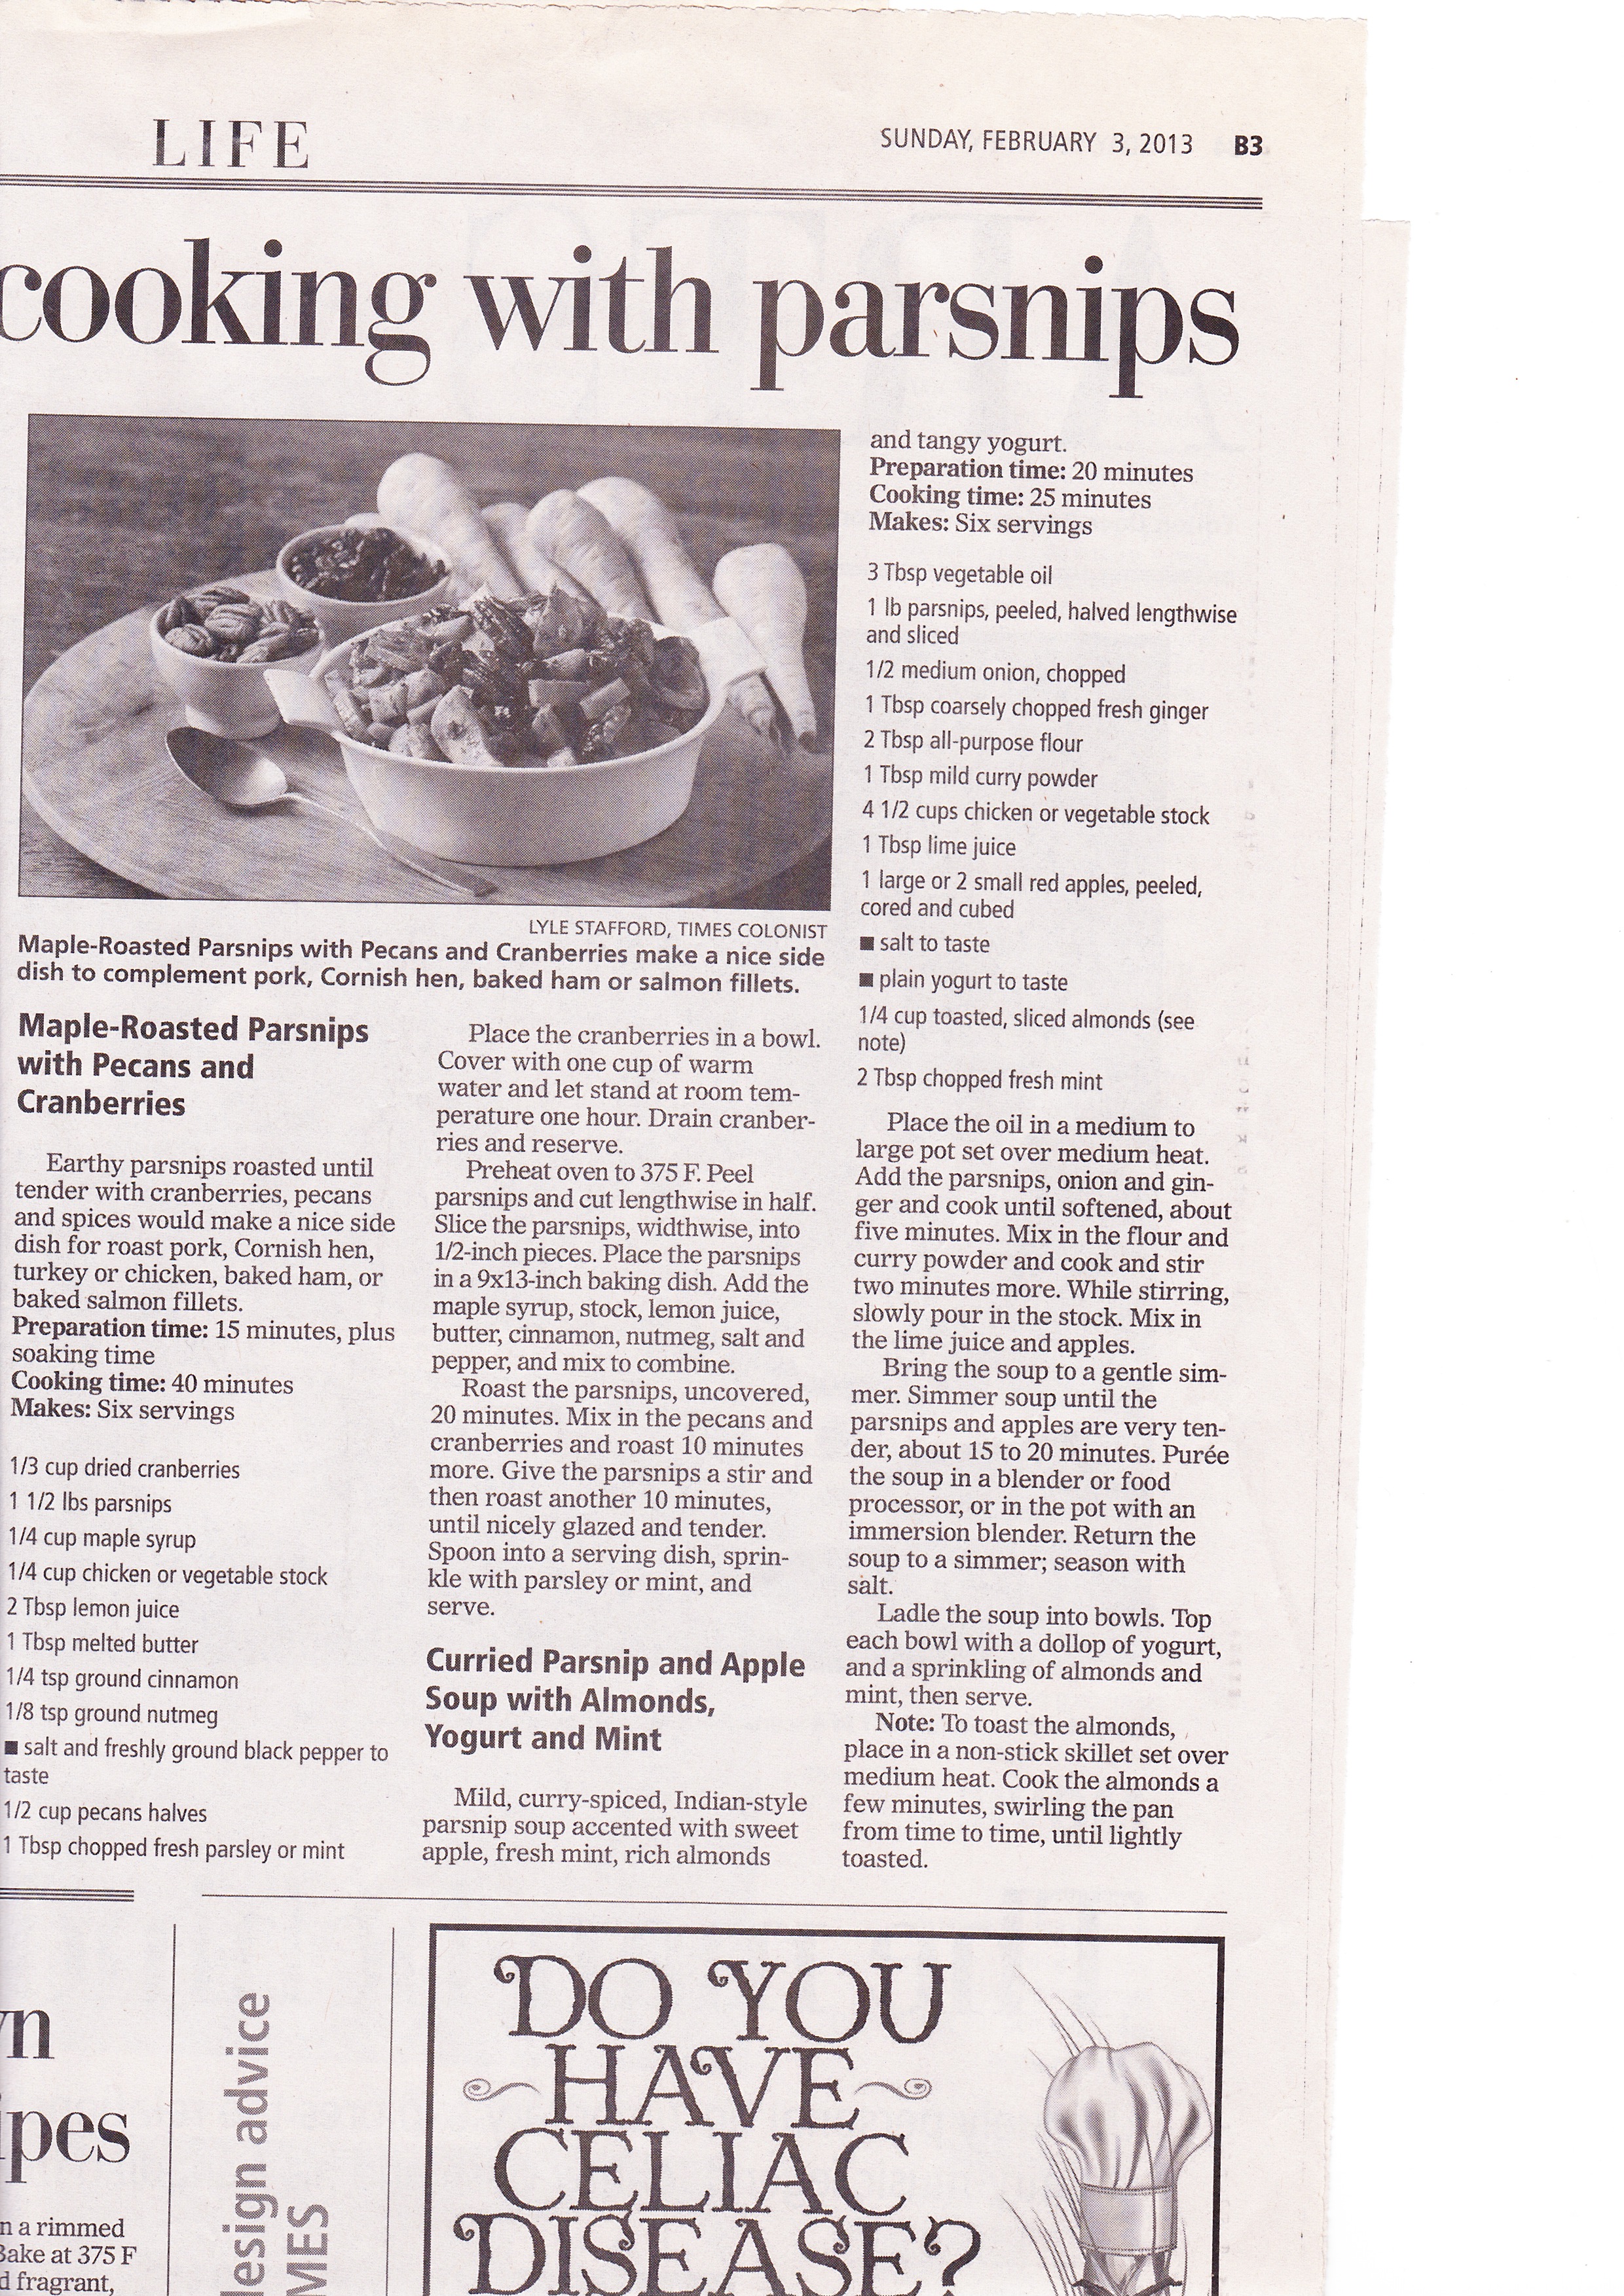 LIFE
SUNDAY, FEBRUARY 3, 2013 B3
cooking with parsnips
LYLE STAFFORD, TIMES COLONIST
Maple-Roasted Parsnips with Pecans and Cranberries make a nice side
dish to complement pork, Cornish hen, baked ham or salmon fillets.
Maple-Roasted Parsnips
with Pecans and
Cranberries
Earthy parsnips roasted until
tender with cranberries, pecans
and spices would make a nice side
dish for roast pork, Cornish hen,
turkey or chicken, baked ham, or
baked salmon fillets.
Preparation time: 15 minutes, plus
soaking time
Cooking time: 40 minutes
Makes: Six servings
1/3 cup dried cranberries
1 1/2 lbs parsnips
1/4 cup maple syrup
1/4 cup chicken or vegetable stock
2 Tbsp lemon juice
1 Tbsp melted butter
1/4 tsp ground cinnamon
1/8 tsp ground nutmeg
■ salt and freshly ground black pepper to
taste
1/2 cup pecans halves
1 Tbsp chopped fresh parsley or mint
Place the cranberries in a bowl.
Cover with one cup of warm
water and let stand at room tem-
perature one hour. Drain cranber-
ries and reserve.
Preheat oven to 375 F. Peel
parsnips and cut lengthwise in half.
Slice the parsnips, widthwise, into
1/2-inch pieces. Place the parsnips
in a 9x13-inch baking dish. Add the
maple syrup, stock, lemon juice,
butter, cinnamon, nutmeg, salt and
pepper, and mix to combine.
Roast the parsnips, uncovered,
20 minutes. Mix in the pecans and
cranberries and roast 10 minutes
more. Give the parsnips a stir and
then roast another 10 minutes,
until nicely glazed and tender.
Spoon into a serving dish, sprin-
kle with parsley or mint, and
serve.
Curried Parsnip and Apple
Soup with Almonds,
Yogurt and Mint
Mild, curry-spiced, Indian-style
parsnip soup accented with sweet
apple, fresh mint, rich almonds
and tangy yogurt.
Preparation time: 20 minutes
Cooking time: 25 minutes
Makes: Six servings
3 Tbsp vegetable oil
1 lb parsnips, peeled, halved lengthwise
and sliced
1/2 medium onion, chopped
1 Tbsp coarsely chopped fresh ginger
2 Tbsp all-purpose flour
1 Tbsp mild curry powder
4 1/2 cups chicken or vegetable stock
1 Tbsp lime juice
1 large or 2 small red apples, peeled,
cored and cubed
■ salt to taste
■ plain yogurt to taste
1/4 cup toasted, sliced almonds (see
note)
2 Tbsp chopped fresh mint
Place the oil in a medium to
large pot set over medium heat.
Add the parsnips, onion and gin-
ger and cook until softened, about
five minutes. Mix in the flour and
curry powder and cook and stir
two minutes more. While stirring,
slowly pour in the stock. Mix in
the lime juice and apples.
Bring the soup to a gentle sim-
mer. Simmer soup until the
parsnips and apples are very ten-
der, about 15 to 20 minutes. Purée
the soup in a blender or food
processor, or in the pot with an
immersion blender. Return the
soup to a simmer; season with
salt.
Ladle the soup into bowls. Top
each bowl with a dollop of yogurt,
and a sprinkling of almonds and
mint, then serve.
Note: To toast the almonds,
place in a non-stick skillet set over
medium heat. Cook the almonds a
few minutes, swirling the pan
from time to time, until lightly
toasted.
ipes
n a rimmed
Bake at 375 F
d fragrant,
design advice
MES
DO YOU
HAVE
CELIAC
DISEASE?